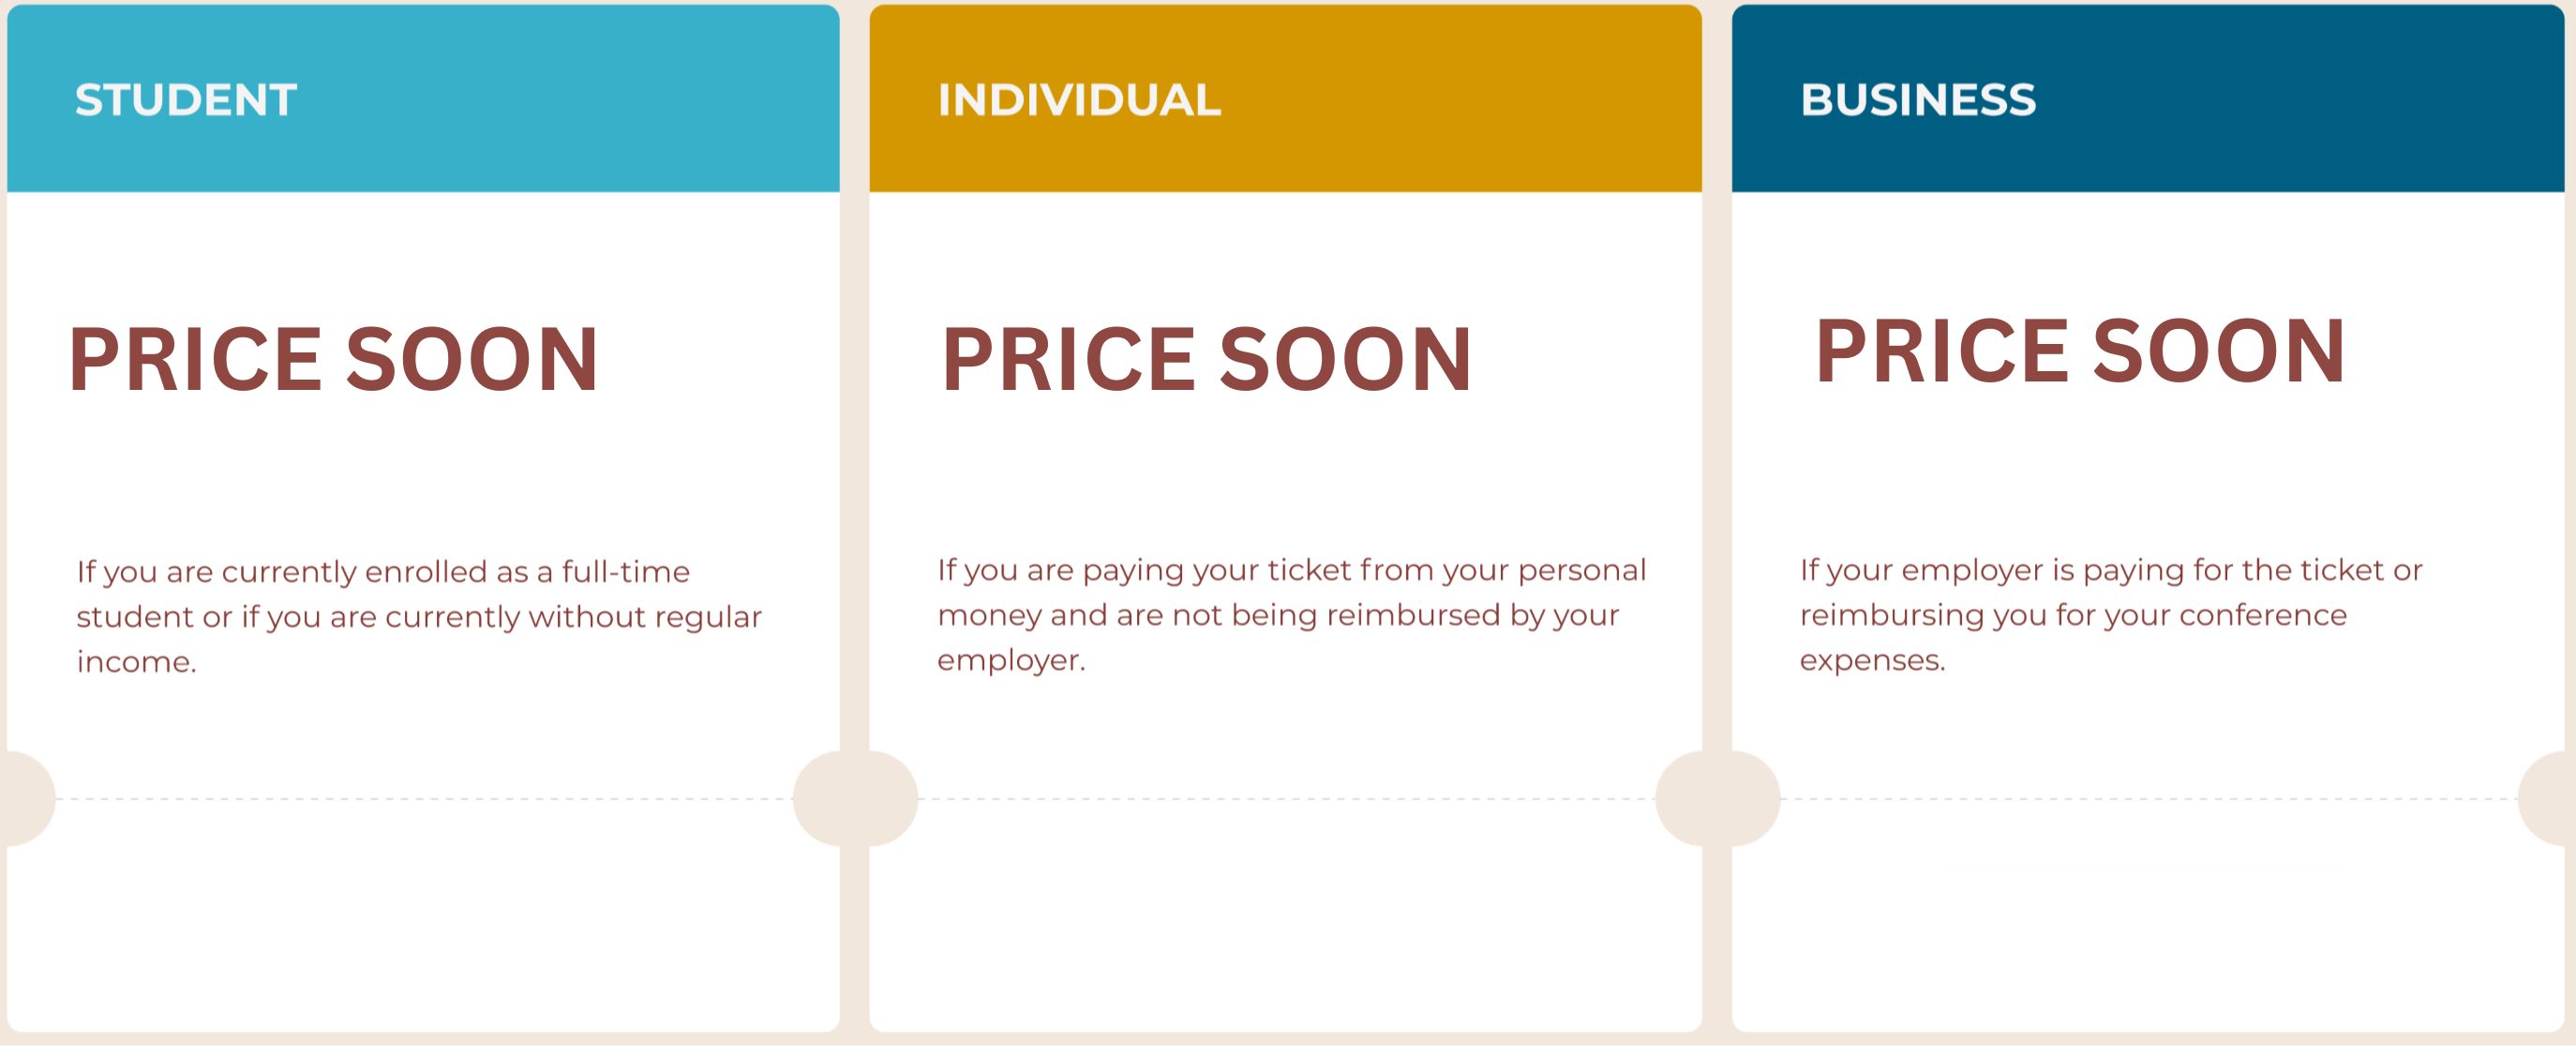 STUDENT
PRICE SOON
If you are currently enrolled as a full-time
student or if you are currently without regular
income.
INDIVIDUAL
PRICE SOON
If you are paying your ticket from your personal
money and are not being reimbursed by your
employer.
BUSINESS
PRICE SOON
If your employer is paying for the ticket or
reimbursing you for your conference
expenses.